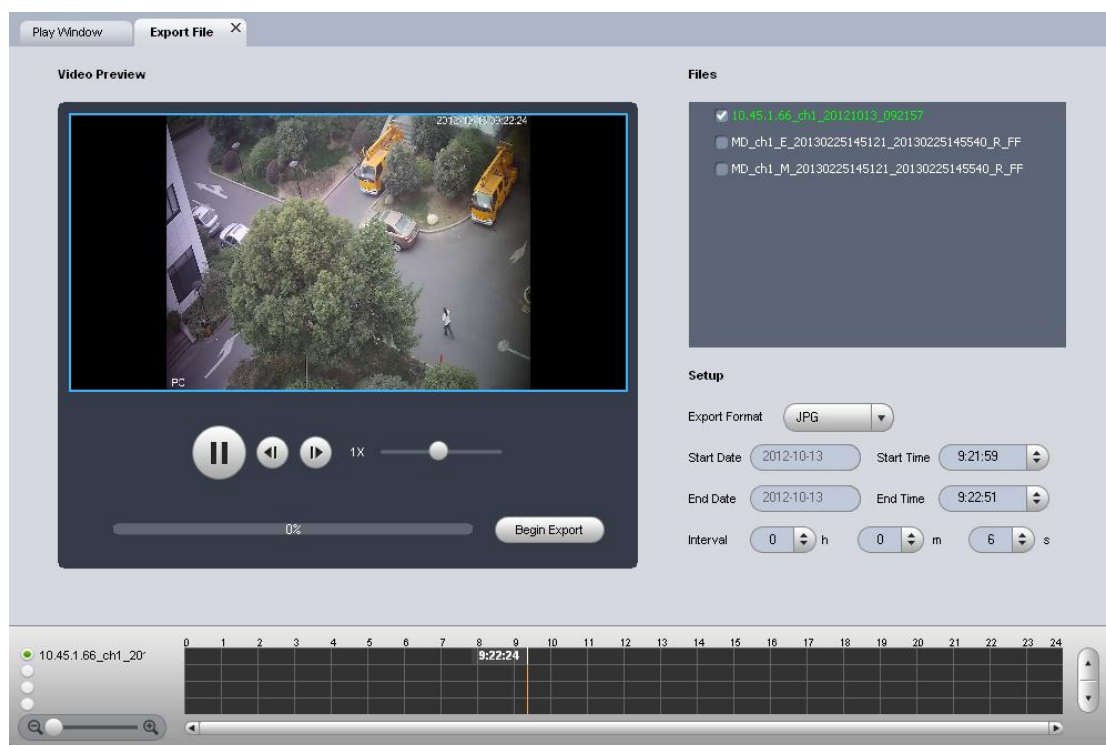 Play Window
Export File
Video Preview
Files
10.45.1.66_ch1_20121013_092157
MD_ch1_E_20130225145121_20130225145540_R_FF
MD_ch1_M_20130225145121_20130225145540_R_FF
PC
Setup
Export Format JPG
1X
Start Date 2012-10-13 Start Time 9:21:59
End Date 2012-10-13 End Time 9:22:51
0% Begin Export
Interval 0 h 0 m 6 s
0 1 2 3 4 5 6 7 8 9 10 11 12 13 14 15 16 17 18 19 20 21 22 23 24
10.45.1.66_ch1_20
9:22:24